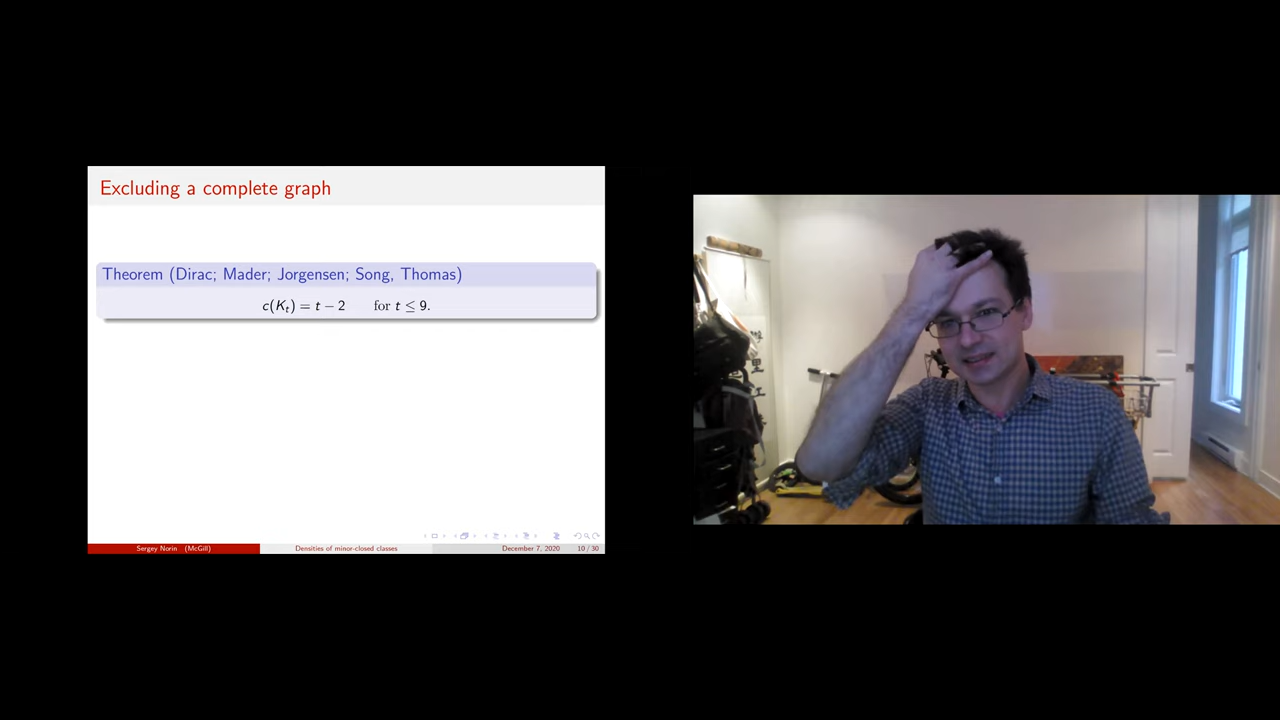 Excluding a complete graph
Theorem (Dirac; Mader; Jorgensen; Song, Thomas)
c(Kₜ) = t − 2 for t ≤ 9.
Sergey Norin (McGill) Densities of minor-closed classes December 7, 2020 10 / 30